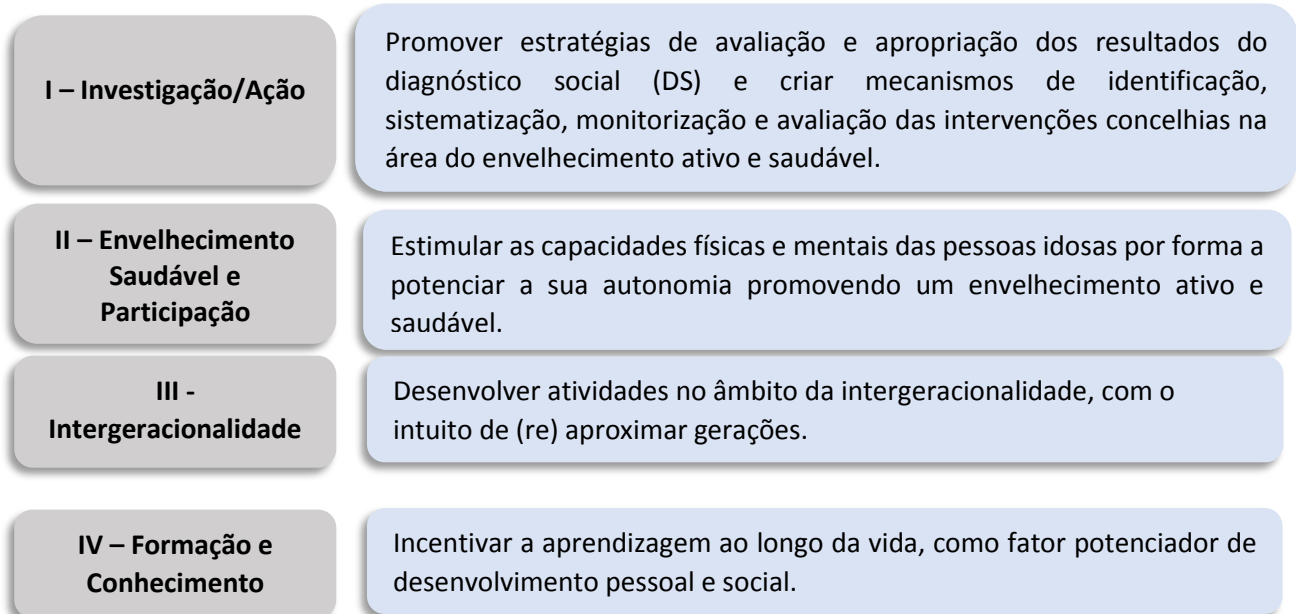 I – Investigação/Ação
Promover estratégias de avaliação e apropriação dos resultados do
diagnóstico social (DS) e criar mecanismos de identificação,
sistematização, monitorização e avaliação das intervenções concelhias na
área do envelhecimento ativo e saudável.
II – Envelhecimento
Saudável e
Participação
Estimular as capacidades físicas e mentais das pessoas idosas por forma a
potenciar a sua autonomia promovendo um envelhecimento ativo e
saudável.
III -
Intergeracionalidade
Desenvolver atividades no âmbito da intergeracionalidade, com o
intuito de (re) aproximar gerações.
IV – Formação e
Conhecimento
Incentivar a aprendizagem ao longo da vida, como fator potenciador de
desenvolvimento pessoal e social.